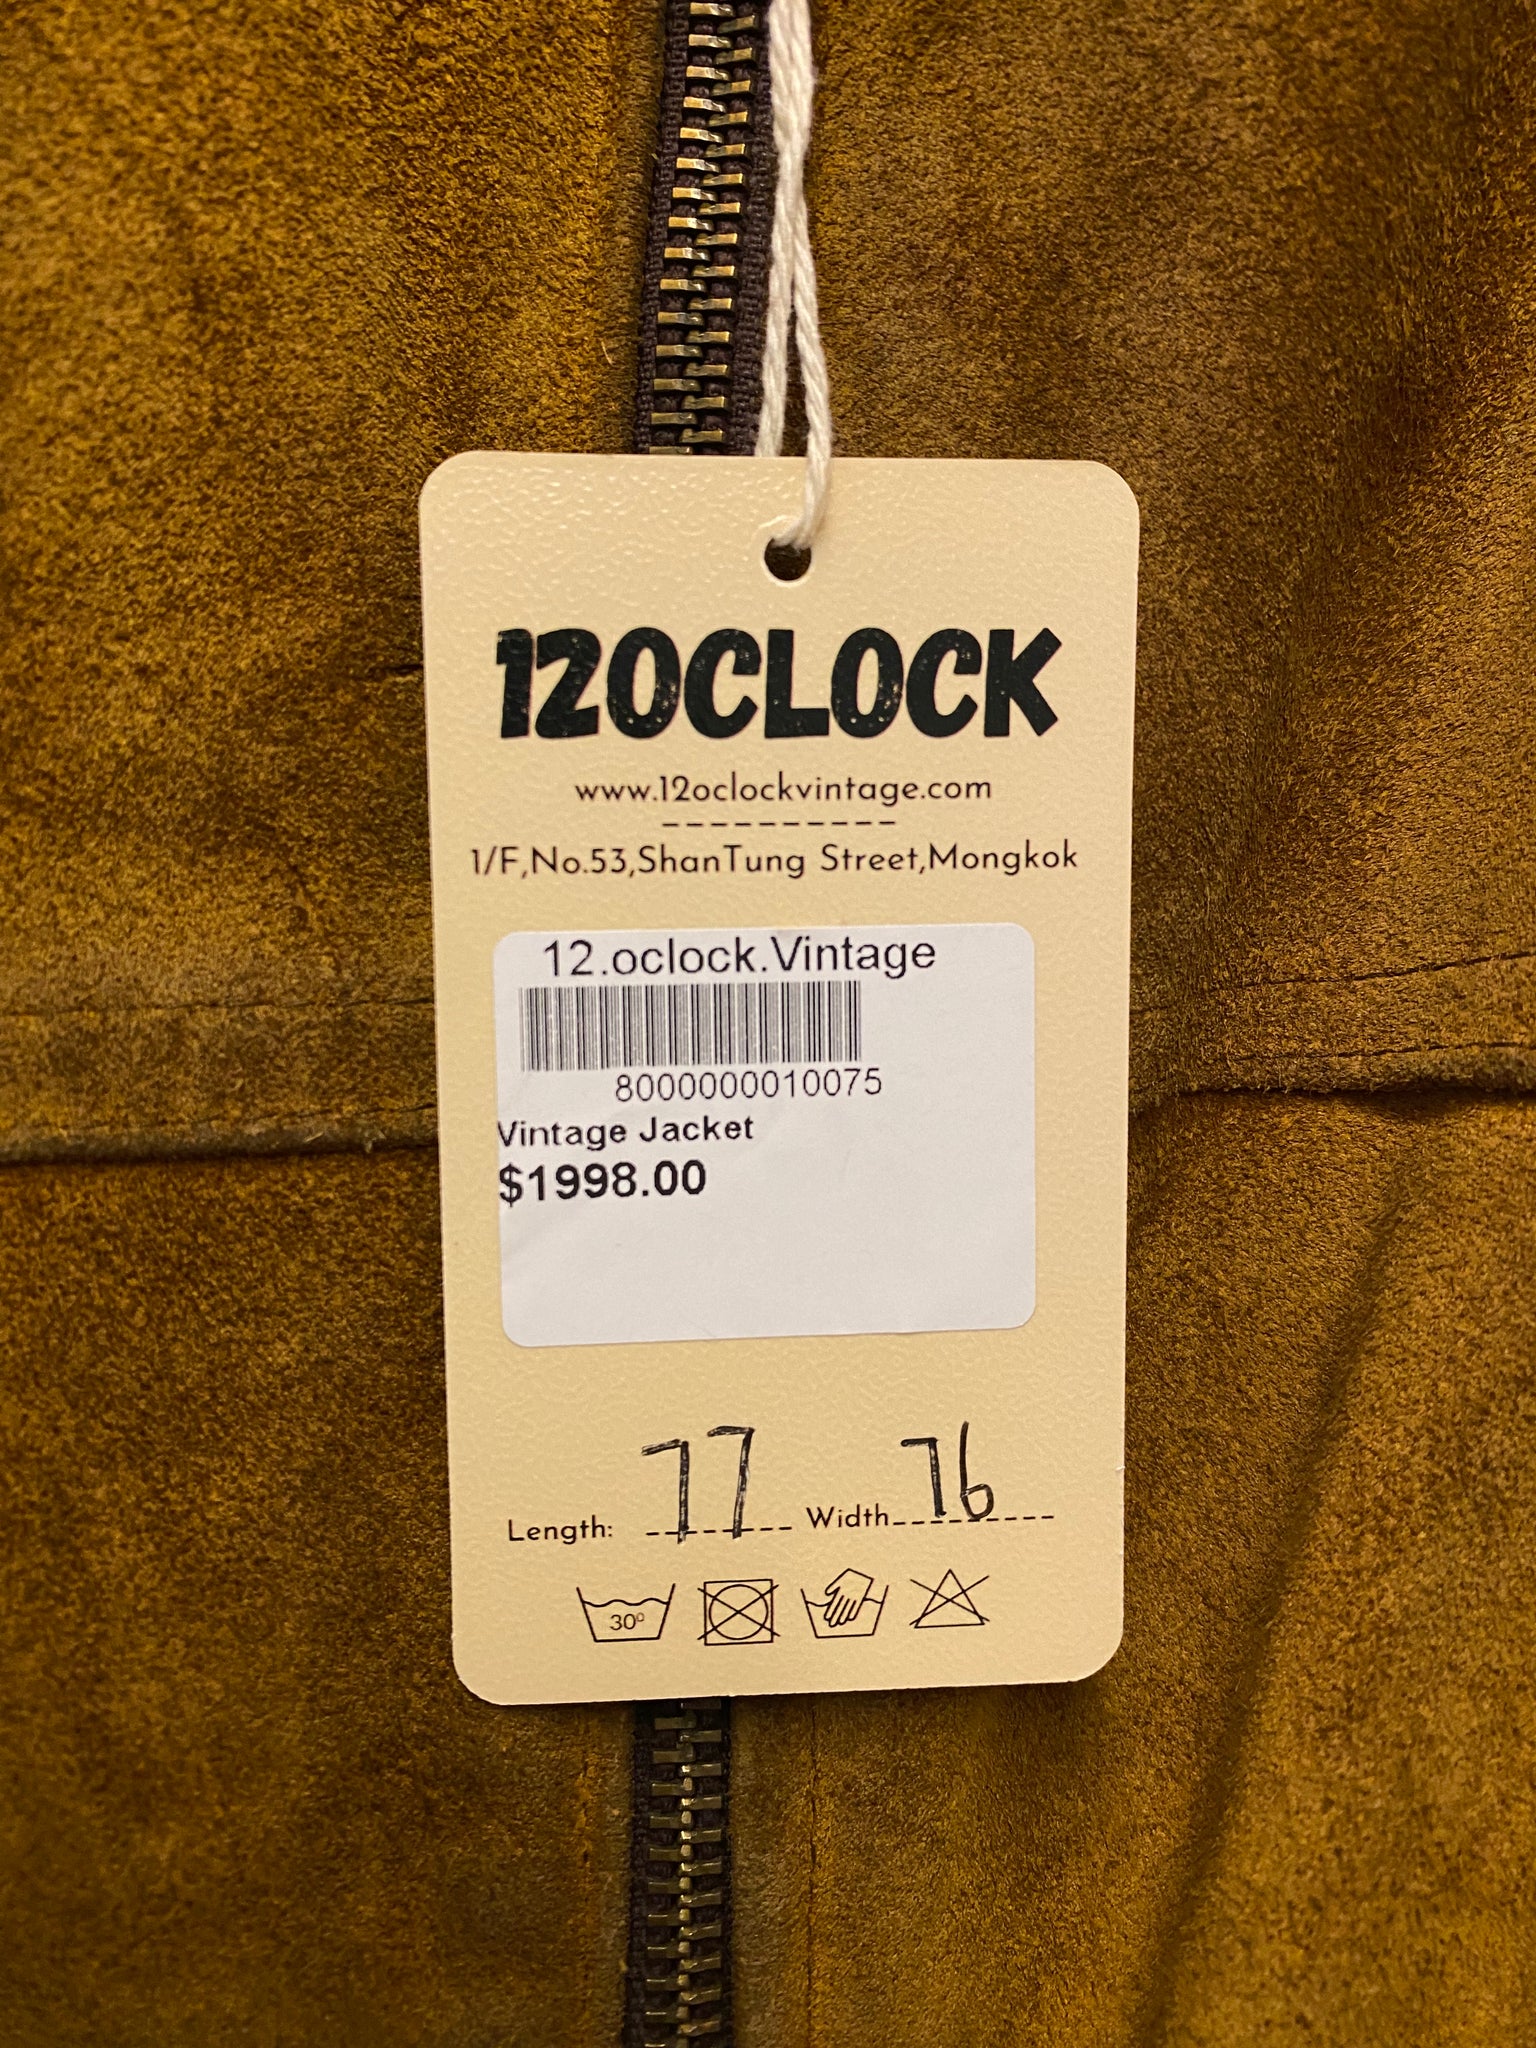 12OCLOCK
www.12oclockvintage.com
1/F,No.53,ShanTung Street,Mongkok
12.oclock.Vintage
8000000010075
Vintage Jacket
$1998.00
Length: 77 Width 76
30°